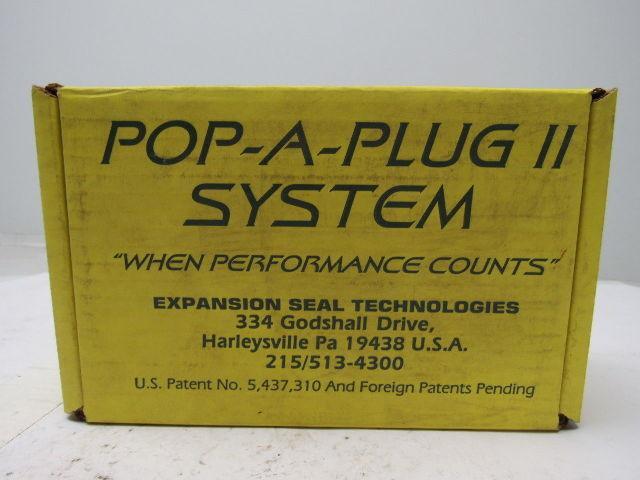 POP-A-PLUG II
SYSTEM
"WHEN PERFORMANCE COUNTS"
EXPANSION SEAL TECHNOLOGIES
334 Godshall Drive,
Harleysville Pa 19438 U.S.A.
215/513-4300
U.S. Patent No. 5,437,310 And Foreign Patents Pending